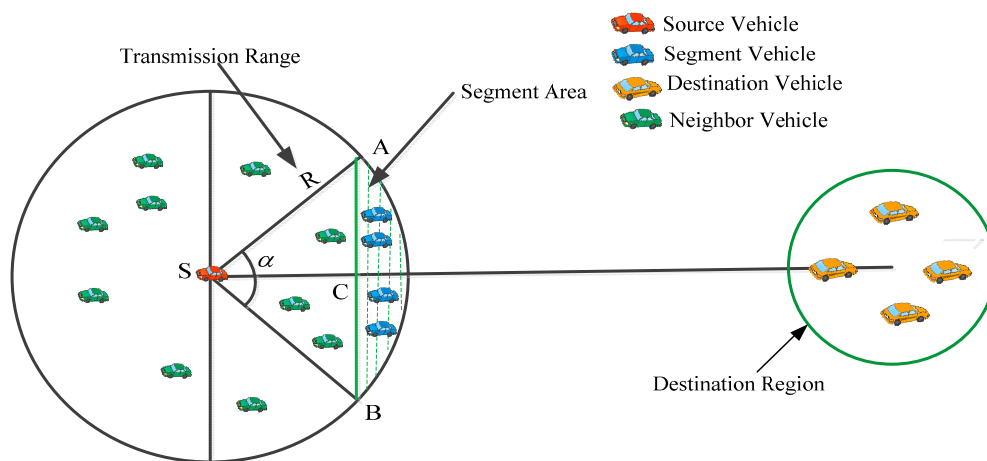 Source Vehicle
Transmission Range
Segment Vehicle
Segment Area
Destination Vehicle
Neighbor Vehicle
A
R
S
α
C
B
Destination Region